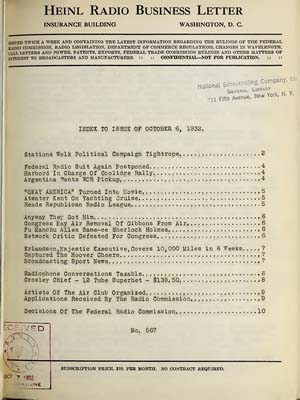 HEINL RADIO BUSINESS LETTER
INSURANCE BUILDING WASHINGTON, D. C.
ISSUED TWICE A WEEK AND CONTAINING THE LATEST INFORMATION REGARDING THE RULINGS OF THE FEDERAL
RADIO COMMISSION, RADIO LEGISLATION, DEPARTMENT OF COMMERCE REGULATIONS, CHANGES IN WAVELENGTH,
CALL LETTERS AND POWER, PATENTS, EXPORTS, FEDERAL TRADE COMMISSION RULINGS AND OTHER MATTERS OF
INTEREST TO BROADCASTERS AND MANUFACTURERS. :: :: CONFIDENTIAL—NOT FOR PUBLICATION. :: ::
National Broadcasting Company, Inc.
GENERAL LIBRARY
711 Fifth Avenue, New York, N. Y.
INDEX TO ISSUE OF OCTOBER 6, 1932.
Stations Walk Political Campaign Tightrope,..................2
Federal Radio Suit Again Postponed...........................4
Harbord In Charge Of Coolidge Rally..........................4
Argentina Wants WCR Pickup,..................................4
"OKAY AMERICA" Turned Into Movie,............................5
Atwater Kent On Yachting Cruise,.............................5
Heads Republican Radio League................................5
Anyway They Got Him..........................................6
Congress May Air Removal Of Gibbons From Air,................6
Fu Manchu Allee Same-ee Sherlock Holmes,.....................6
Network Critic Defeated For Congress.........................6
Erlandson, Majestic Executive, Covers 10,000 Miles in 6 Weeks....7
Captured The Hoover Cheers...................................7
Broadcasting Sport News,.....................................7
Radiophone Conversations Taxable.............................8
Crosley Chief - 12 Tube Superhet - $139.50,..................8
Artists Of The Air Club Organized............................9
Applications Received By The Radio Commission................9
Decisions Of The Federal Radio Commission....................10
No. 567
RECEIVED
OCT 7 1932
SUBSCRIPTION PRICE, $10. PER MONTH. NO CONTRACT REQUIRED.